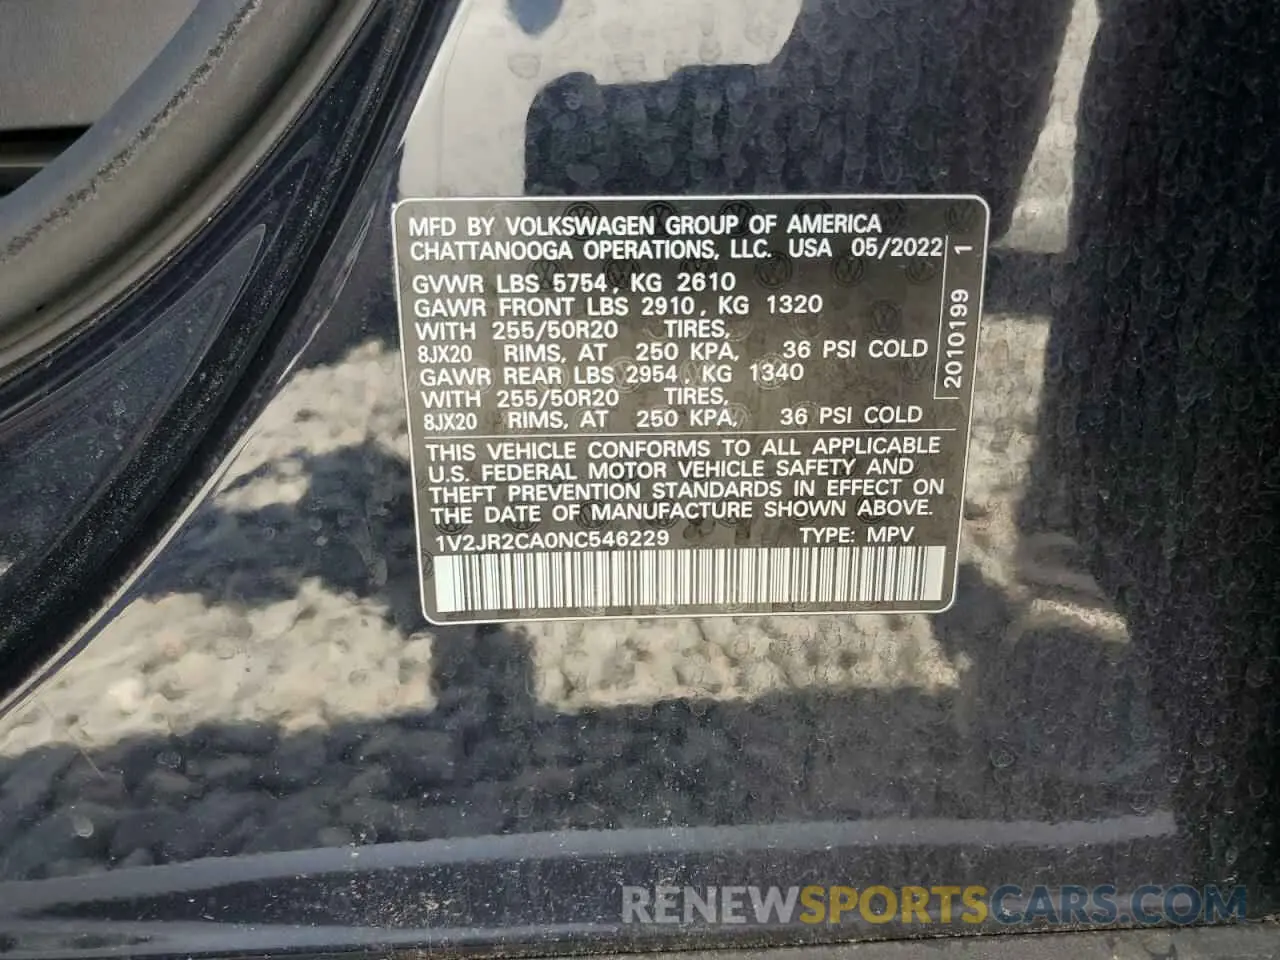 MFD BY VOLKSWAGEN GROUP OF AMERICA
CHATTANOOGA OPERATIONS, LLC. USA 05/2022
GVWR LBS 5754, KG 2610
GAWR FRONT LBS 2910, KG 1320
WITH 255/50R20 TIRES,
8JX20 RIMS, AT 250 KPA, 36 PSI COLD
GAWR REAR LBS 2954, KG 1340
WITH 255/50R20 TIRES,
8JX20 RIMS, AT 250 KPA, 36 PSI COLD
2010199 1
THIS VEHICLE CONFORMS TO ALL APPLICABLE
U.S. FEDERAL MOTOR VEHICLE SAFETY AND
THEFT PREVENTION STANDARDS IN EFFECT ON
THE DATE OF MANUFACTURE SHOWN ABOVE.
1V2JR2CA0NC546229 TYPE: MPV
RENEWSPORTSCARS.COM